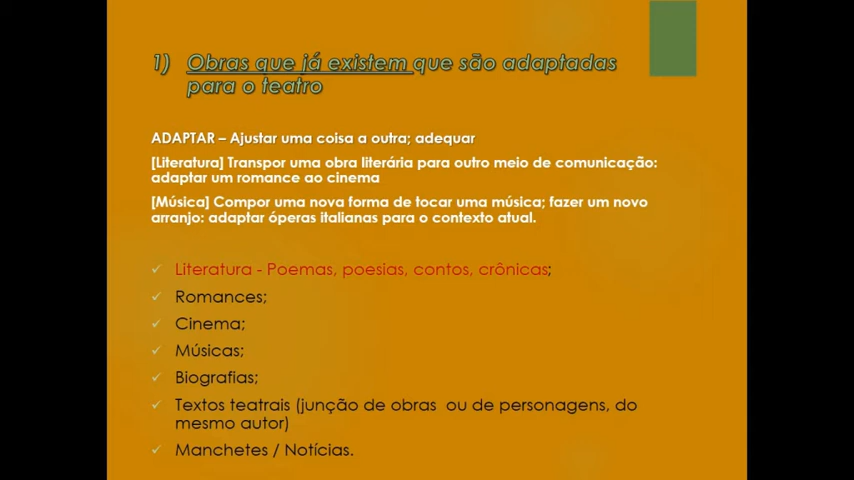 1) Obras que já existem que são adaptadas
para o teatro
ADAPTAR – Ajustar uma coisa a outra; adequar
[Literatura] Transpor uma obra literária para outro meio de comunicação:
adaptar um romance ao cinema
[Música] Compor uma nova forma de tocar uma música; fazer um novo
arranjo: adaptar óperas italianas para o contexto atual.
✓ Literatura - Poemas, poesias, contos, crônicas;
✓ Romances;
✓ Cinema;
✓ Músicas;
✓ Biografias;
✓ Textos teatrais (junção de obras ou de personagens, do
mesmo autor)
✓ Manchetes / Notícias.